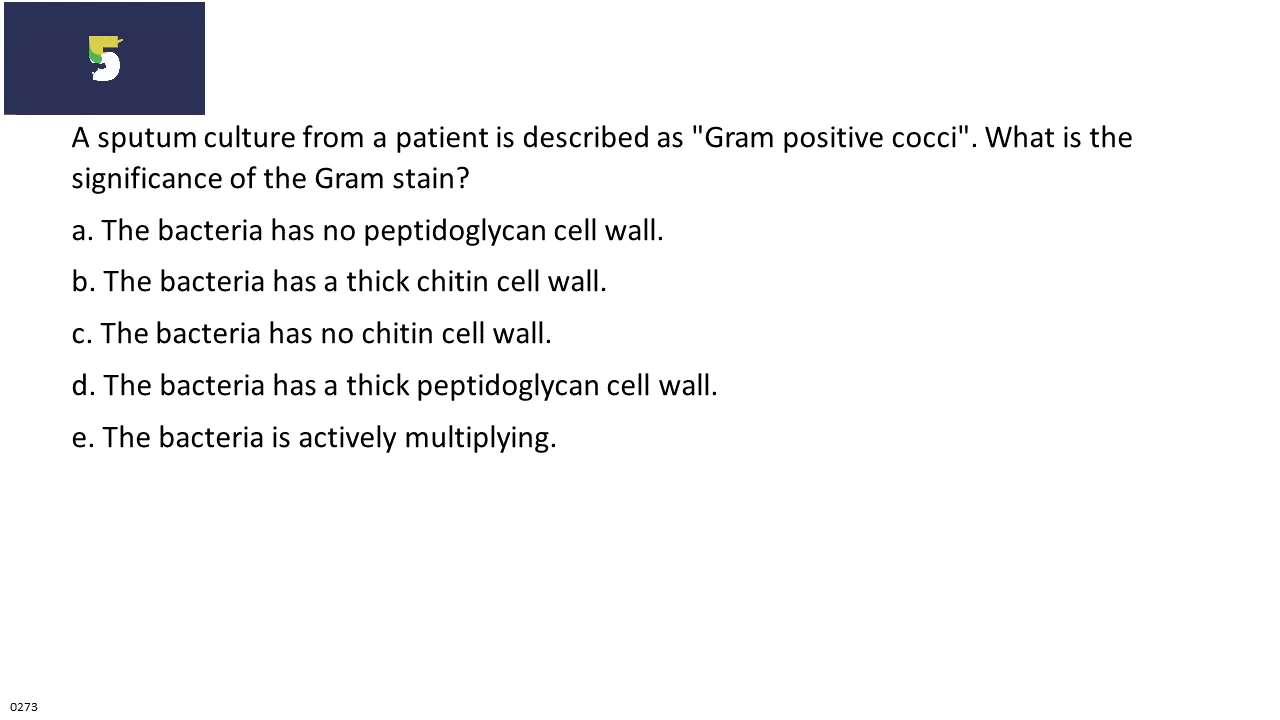 5
A sputum culture from a patient is described as "Gram positive cocci". What is the
significance of the Gram stain?
a. The bacteria has no peptidoglycan cell wall.
b. The bacteria has a thick chitin cell wall.
c. The bacteria has no chitin cell wall.
d. The bacteria has a thick peptidoglycan cell wall.
e. The bacteria is actively multiplying.
0273